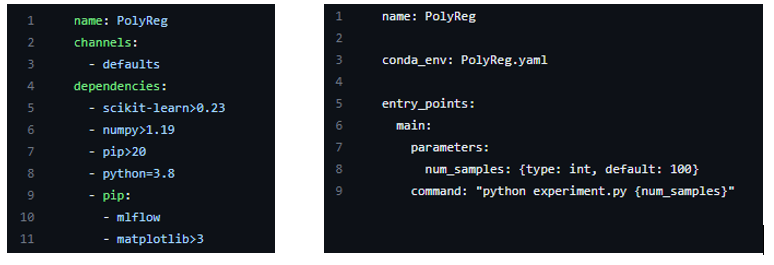 1 name: PolyReg
2 channels:
3   - defaults
4 dependencies:
5   - scikit-learn>0.23
6   - numpy>1.19
7   - pip>20
8   - python=3.8
9   - pip:
10     - mlflow
11     - matplotlib>3
1 name: PolyReg
2
3 conda_env: PolyReg.yaml
4
5 entry_points:
6   main:
7     parameters:
8       num_samples: {type: int, default: 100}
9     command: "python experiment.py {num_samples}"